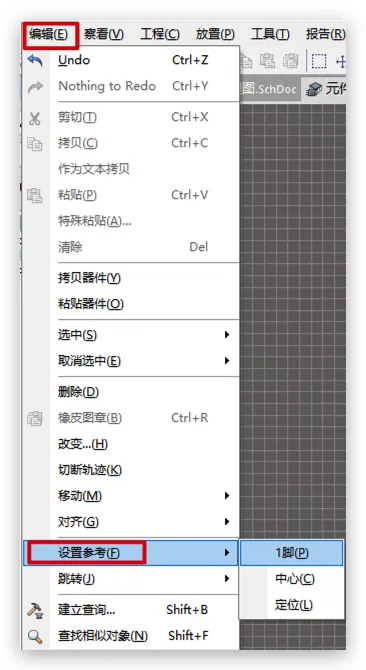 编辑(E) 察看(V) 工程(C) 放置(P) 工具(T) 报告(R)
图.SchDoc 元件
Undo Ctrl+Z
Nothing to Redo Ctrl+Y
剪切(T) Ctrl+X
拷贝(C) Ctrl+C
作为文本拷贝
粘贴(P) Ctrl+V
特殊粘贴(A)...
清除 Del
拷贝器件(Y)
粘贴器件(O)
选中(S)
取消选中(E)
删除(D)
橡皮图章(B) Ctrl+R
改变...(H)
切断轨迹(K)
移动(M)
对齐(G)
设置参考(F) 1脚(P)
跳转(J) 中心(C)
定位(L)
建立查询... Shift+B
查找相似对象(N) Shift+F